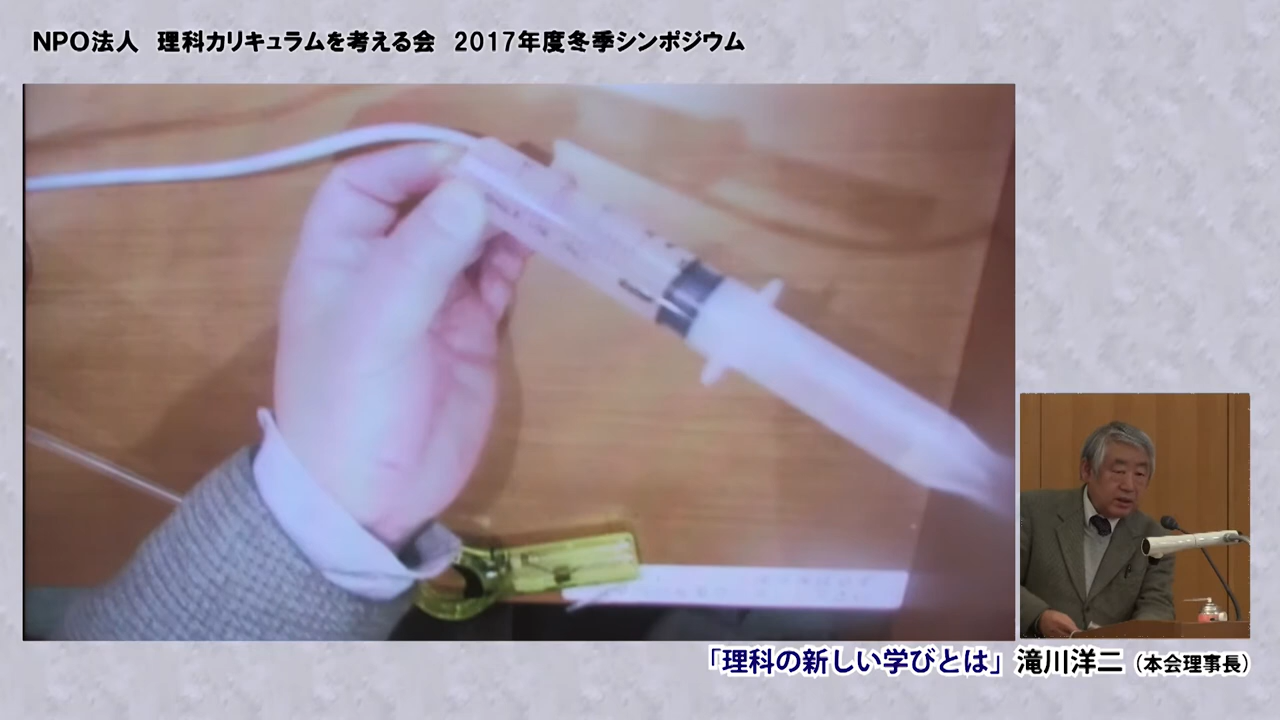 NPO法人　理科カリキュラムを考える会　2017年度冬季シンポジウム
「理科の新しい学びとは」 滝川洋二（本会理事長）